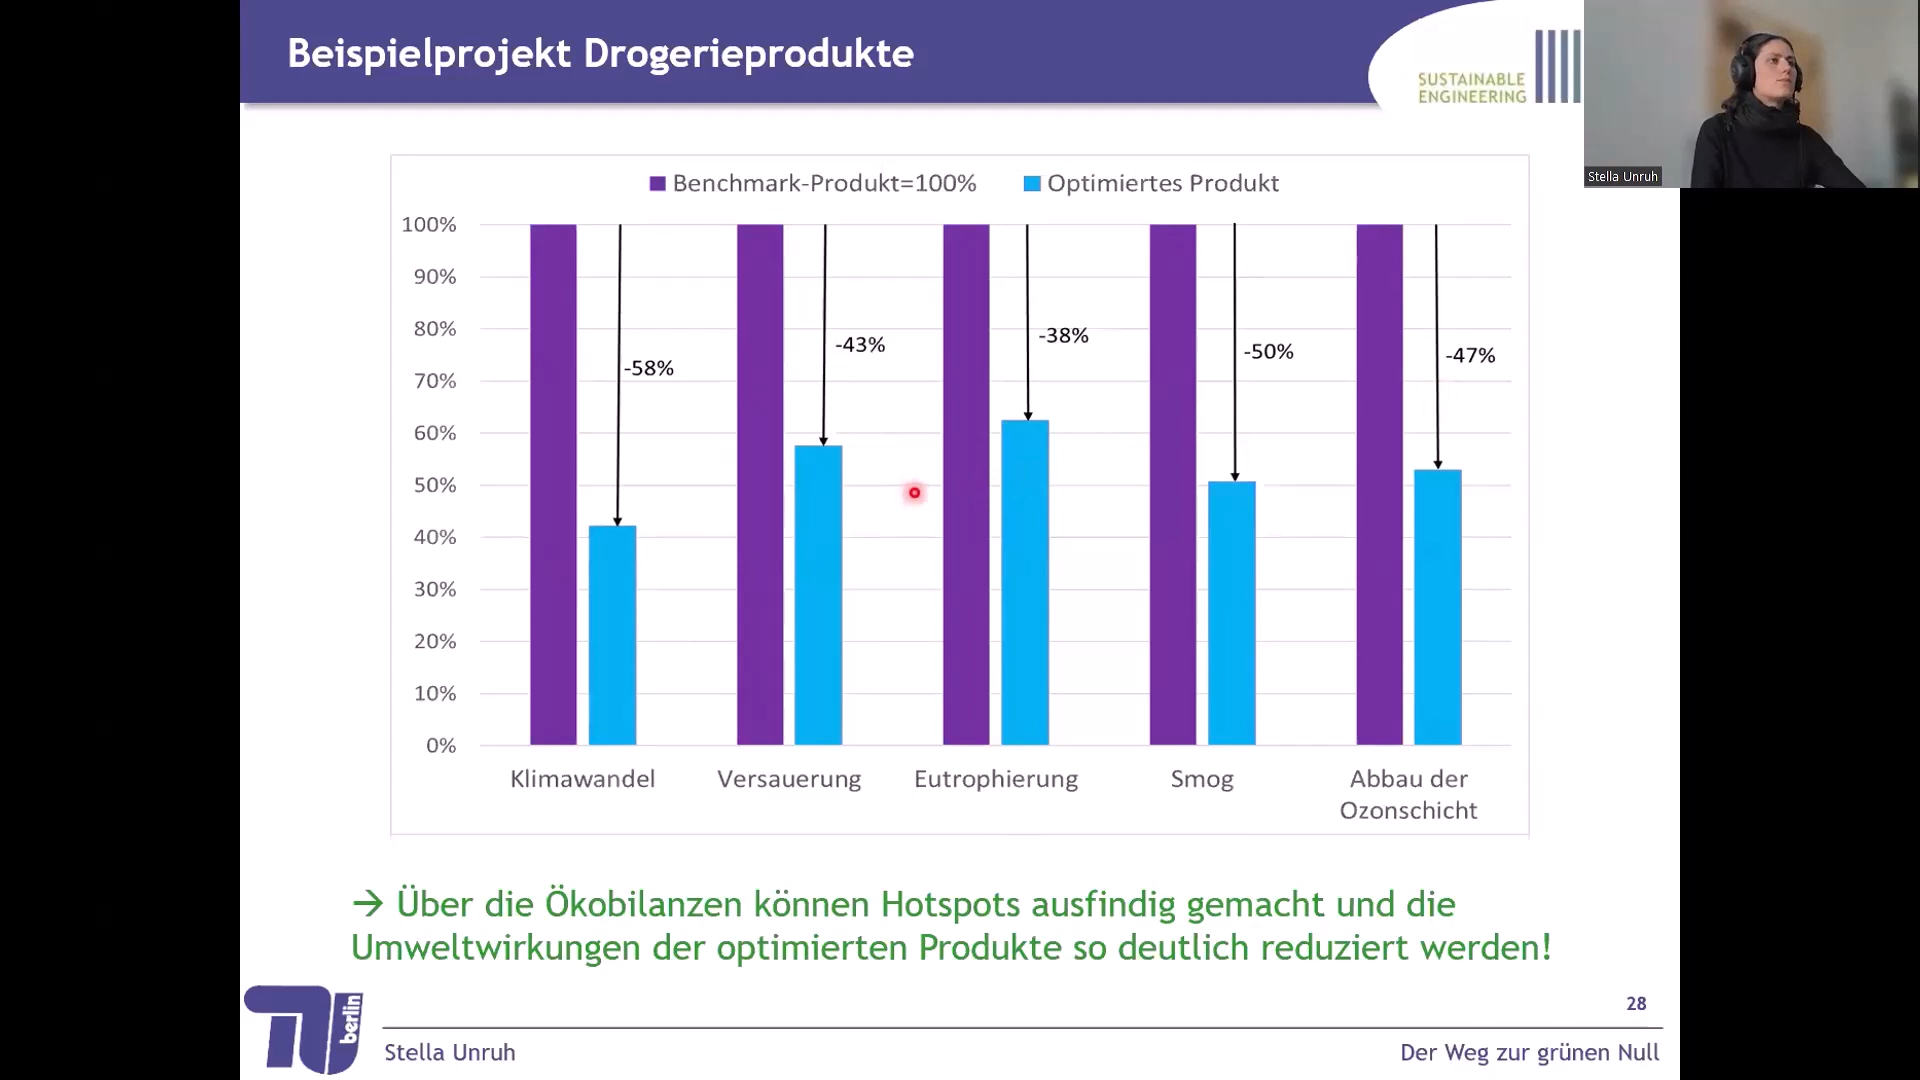 Beispielprojekt Drogerieprodukte
SUSTAINABLE
ENGINEERING
Stella Unruh
Benchmark-Produkt=100% Optimiertes Produkt
100%
90%
80%
70%
60%
50%
40%
30%
20%
10%
0%
-58%
-43%
-38%
-50%
-47%
Klimawandel Versauerung Eutrophierung Smog Abbau der
Ozonschicht
→ Über die Ökobilanzen können Hotspots ausfindig gemacht und die
Umweltwirkungen der optimierten Produkte so deutlich reduziert werden!
berlin
28
Stella Unruh Der Weg zur grünen Null